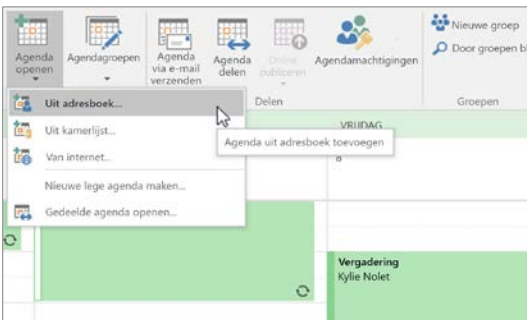 Agenda openen
Agendagroepen
Agenda via e-mail verzenden
Agenda delen
Online publiceren
Agendamachtigingen
Nieuwe groep
Door groepen
Delen
Groepen
Uit adresboek...
Uit kamerlijst...
Van internet...
Nieuwe lege agenda maken...
Gedeelde agenda openen...
Agenda uit adresboek toevoegen
VRIJDAG
8
Vergadering
Kylie Nolet